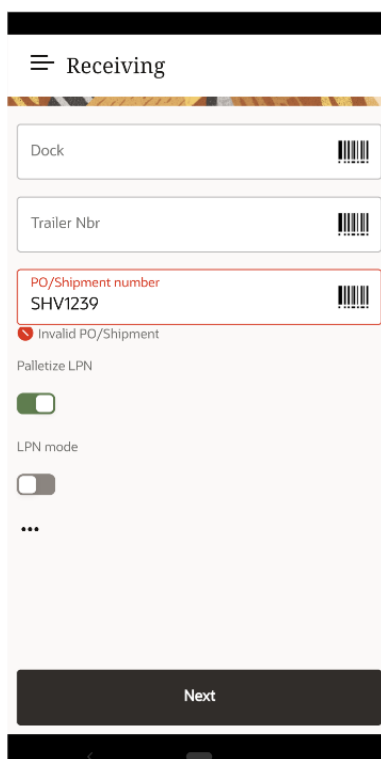 Receiving
Dock
Trailer Nbr
PO/Shipment number
SHV1239
Invalid PO/Shipment
Palletize LPN
LPN mode
...
Next